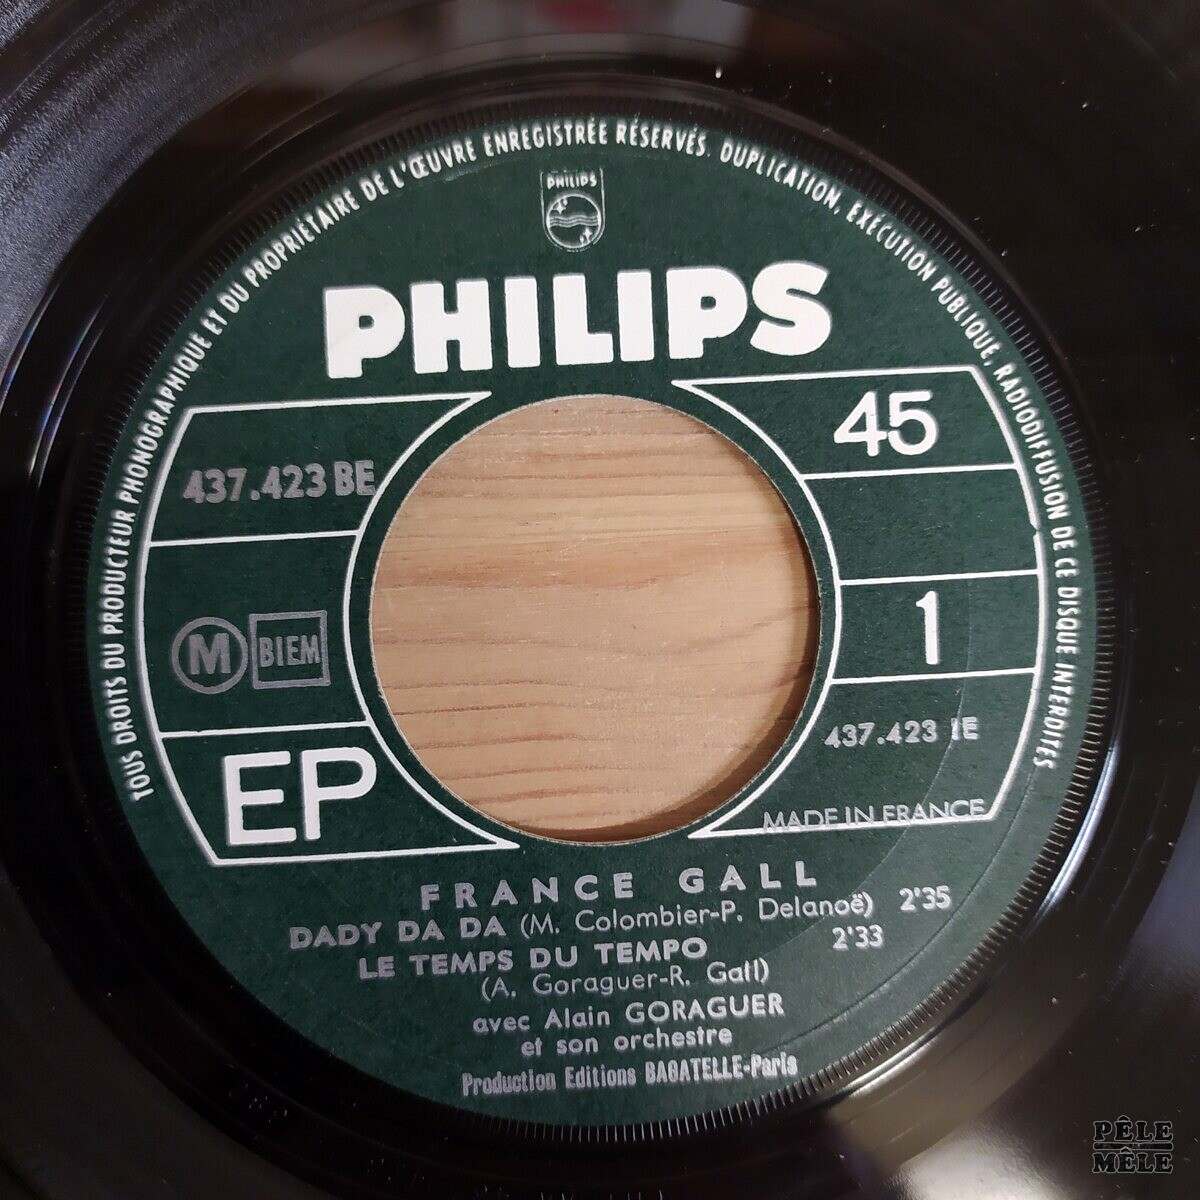 TOUS DROITS DU PRODUCTEUR PHONOGRAPHIQUE ET DU PROPRIÉTAIRE DE L'ŒUVRE ENREGISTRÉE RÉSERVÉS. DUPLICATION, EXÉCUTION PUBLIQUE, RADIODIFFUSION DE CE DISQUE INTERDITES
PHILIPS
PHILIPS
45
437.423 BE
1
M BIEM
437.423 1E
EP
MADE IN FRANCE
FRANCE GALL
DADY DA DA (M. Colombier-P. Delanoë) 2'35
LE TEMPS DU TEMPO 2'33
(A. Goraguer-R. Gall)
avec Alain GORAGUER
et son orchestre
Production Editions BAGATELLE-Paris
PÊLE
MÊLE